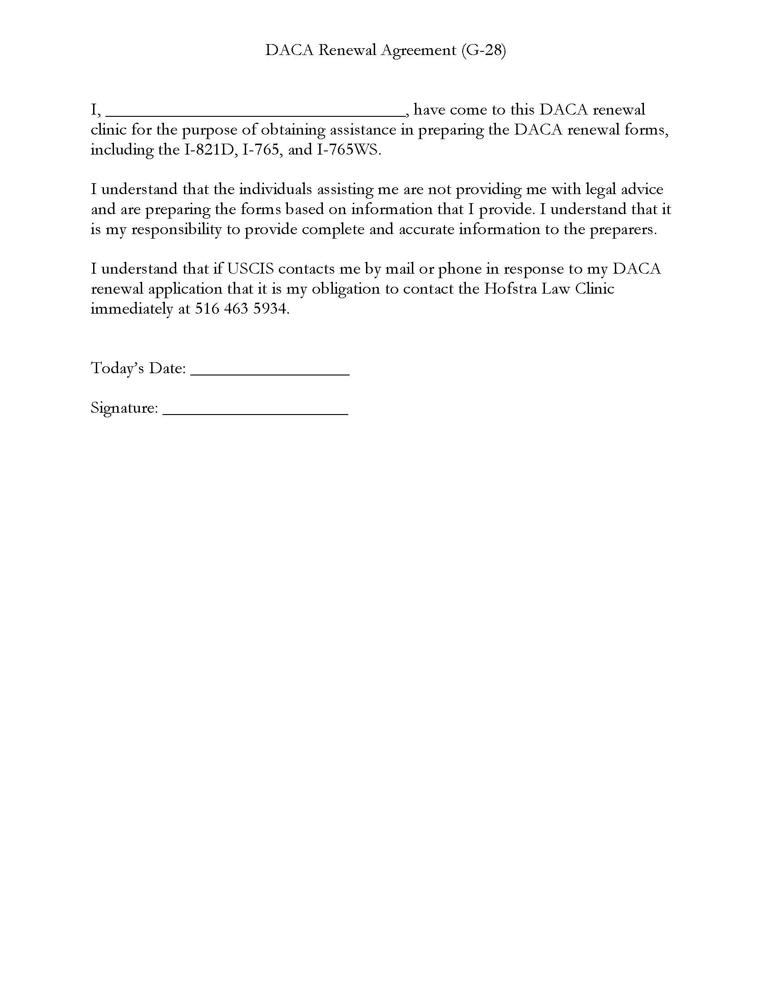 DACA Renewal Agreement (G-28)
I, ___________________________________, have come to this DACA renewal
clinic for the purpose of obtaining assistance in preparing the DACA renewal forms,
including the I-821D, I-765, and I-765WS.
I understand that the individuals assisting me are not providing me with legal advice
and are preparing the forms based on information that I provide. I understand that it
is my responsibility to provide complete and accurate information to the preparers.
I understand that if USCIS contacts me by mail or phone in response to my DACA
renewal application that it is my obligation to contact the Hofstra Law Clinic
immediately at 516 463 5934.
Today’s Date: __________________
Signature: _____________________